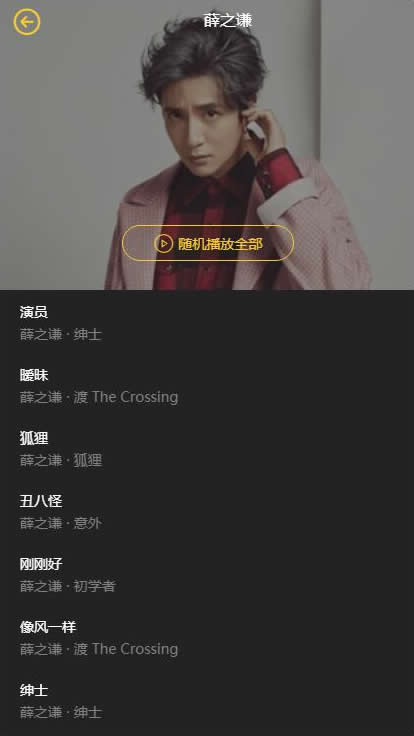 薛之谦
随机播放全部
演员
薛之谦 · 绅士
暧昧
薛之谦 · 渡 The Crossing
狐狸
薛之谦 · 狐狸
丑八怪
薛之谦 · 意外
刚刚好
薛之谦 · 初学者
像风一样
薛之谦 · 渡 The Crossing
绅士
薛之谦 · 绅士